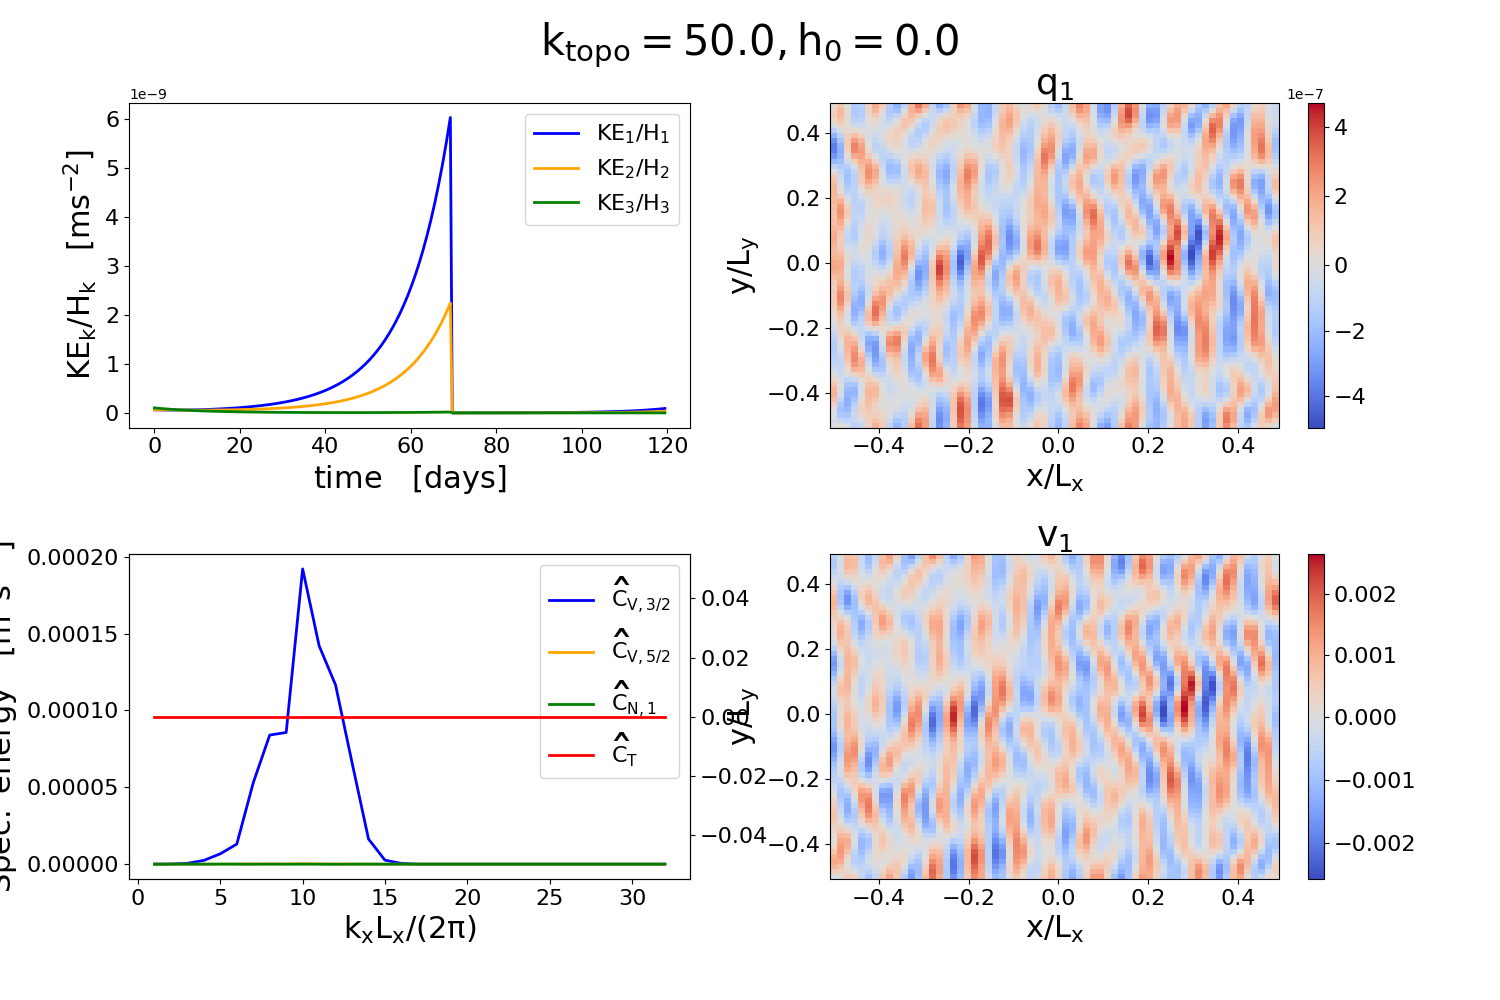 k_topo = 50.0, h_0 = 0.0
1e−9
KE_k/H_k [ms^−2]
6
5
4
3
2
1
0
KE_1/H_1
KE_2/H_2
KE_3/H_3
0 20 40 60 80 100 120
time [days]
q_1
y/L_y
0.4
0.2
0.0
−0.2
−0.4
−0.4 −0.2 0.0 0.2 0.4
x/L_x
1e−7
4
2
0
−2
−4
Spec. energy
0.00020
0.00015
0.00010
0.00005
0.00000
Ĉ_V,3/2
Ĉ_V,5/2
Ĉ_N,1
Ĉ_T
0.04
0.02
0.00
−0.02
−0.04
0 5 10 15 20 25 30
k_xL_x/(2π)
v_1
y/L_y
0.4
0.2
0.0
−0.2
−0.4
−0.4 −0.2 0.0 0.2 0.4
x/L_x
0.002
0.001
0.000
−0.001
−0.002